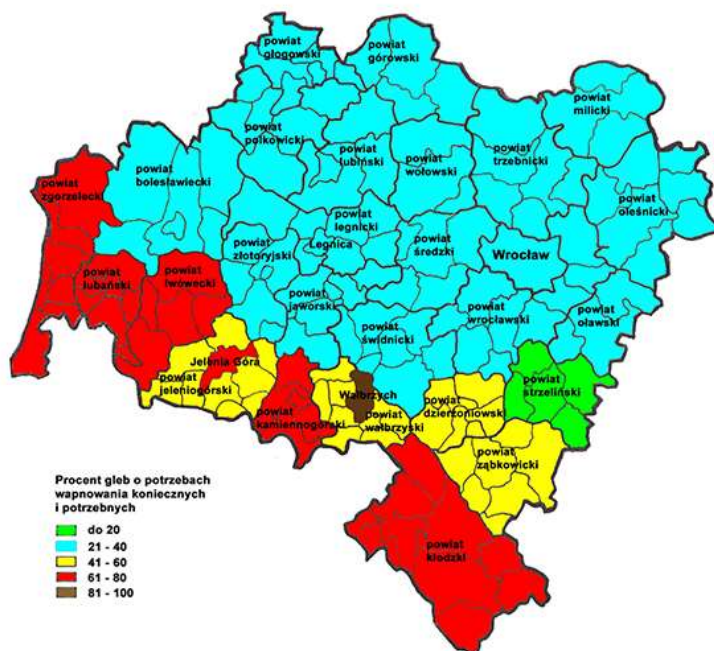 powiat
głogowski
powiat
górowski
powiat
milicki
powiat
polkowicki
powiat
lubiński
powiat
wołowski
powiat
trzebnicki
powiat
bolesławiecki
powiat
zgorzelecki
powiat
oleśnicki
powiat
legnicki
Legnica
powiat
złotoryjski
powiat
średzki
Wrocław
powiat
lubański
powiat
lwówecki
powiat
jaworski
powiat
wrocławski
powiat
oławski
powiat
świdnicki
Jelenia Góra
powiat
jeleniogórski
Wałbrzych
powiat
strzeliński
powiat
kamiennogórski
powiat
wałbrzyski
powiat
dzierżoniowski
powiat
ząbkowicki
powiat
kłodzki
Procent gleb o potrzebach
wapnowania koniecznych
i potrzebnych
do 20
21 - 40
41 - 60
61 - 80
81 - 100